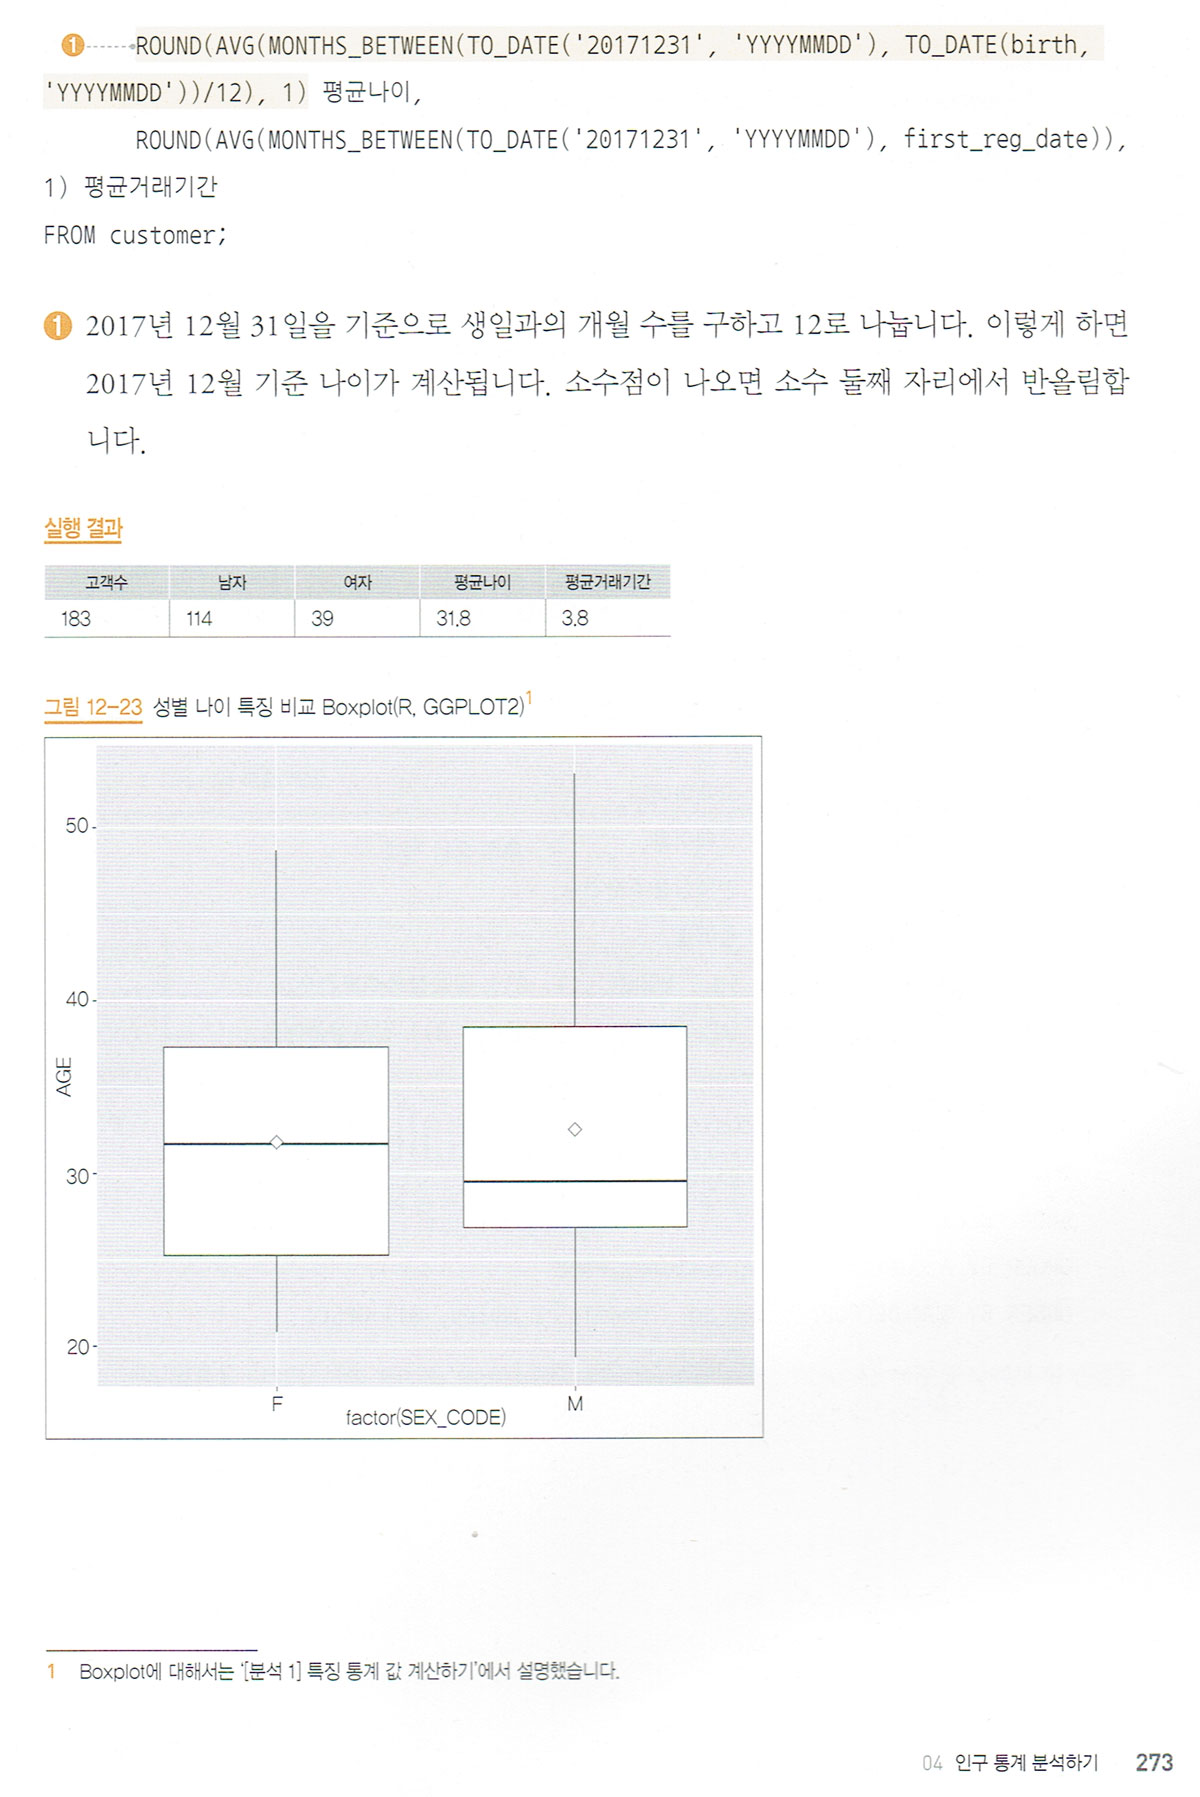 ❶ ROUND(AVG(MONTHS_BETWEEN(TO_DATE('20171231', 'YYYYMMDD'), TO_DATE(birth,
'YYYYMMDD'))/12), 1) 평균나이,
ROUND(AVG(MONTHS_BETWEEN(TO_DATE('20171231', 'YYYYMMDD'), first_reg_date)),
1) 평균거래기간
FROM customer;
❶ 2017년 12월 31일을 기준으로 생일과의 개월 수를 구하고 12로 나눕니다. 이렇게 하면
2017년 12월 기준 나이가 계산됩니다. 소수점이 나오면 소수 둘째 자리에서 반올림합
니다.
실행 결과
고객수 남자 여자 평균나이 평균거래기간
183 114 39 31.8 3.8
그림 12-23 성별 나이 특징 비교 Boxplot(R, GGPLOT2)1
50
40
AGE
30
20
F M
factor(SEX_CODE)
1 Boxplot에 대해서는 '[분석 1] 특징 통계 값 계산하기'에서 설명했습니다.
04 인구 통계 분석하기 273